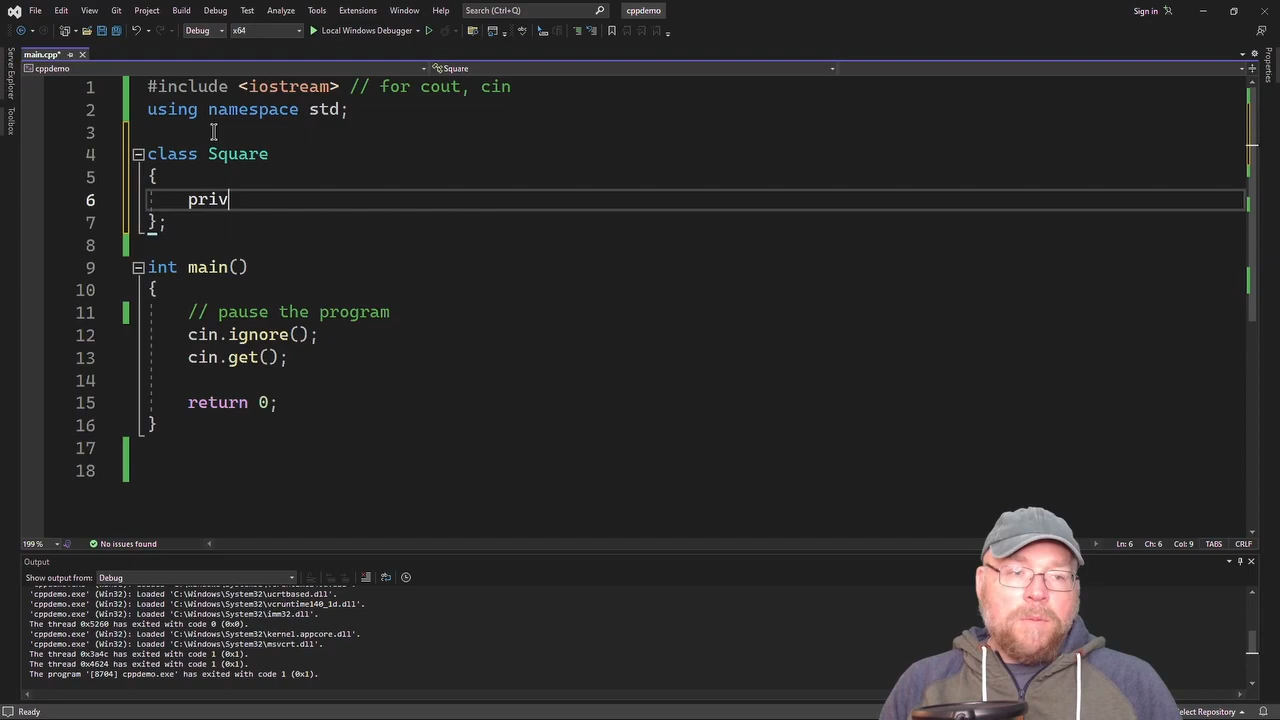 File Edit View Git Project Build Debug Test Analyze Tools Extensions Window Help Search (Ctrl+Q) cppdemo Sign in
Debug x64 Local Windows Debugger
main.cpp*
cppdemo Square
Server Explorer
Toolbox
Properties
1 #include <iostream> // for cout, cin
2 using namespace std;
3
4 class Square
5 {
6 priv
7 };
8
9 int main()
10 {
11 // pause the program
12 cin.ignore();
13 cin.get();
14
15 return 0;
16 }
17
18
199 % No issues found Ln: 6 Ch: 6 Col: 9 TABS CRLF
Output
Show output from: Debug
'cppdemo.exe' (Win32): Loaded 'C:\Windows\System32\ucrtbased.dll'.
'cppdemo.exe' (Win32): Loaded 'C:\Windows\System32\vcruntime140_1d.dll'.
'cppdemo.exe' (Win32): Loaded 'C:\Windows\System32\imm32.dll'.
The thread 0x5260 has exited with code 0 (0x0).
'cppdemo.exe' (Win32): Loaded 'C:\Windows\System32\kernel.appcore.dll'.
'cppdemo.exe' (Win32): Loaded 'C:\Windows\System32\msvcrt.dll'.
The thread 0x3a4c has exited with code 1 (0x1).
The thread 0x4624 has exited with code 1 (0x1).
The program '[8704] cppdemo.exe' has exited with code 1 (0x1).
Ready Select Repository